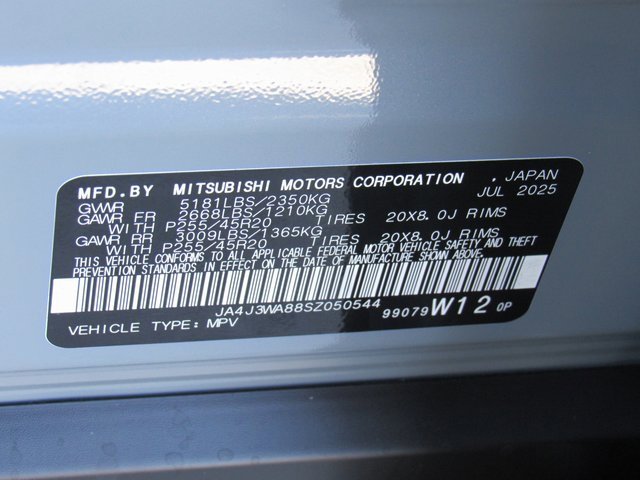 MFD.BY MITSUBISHI MOTORS CORPORATION , JAPAN
GVWR 5181LBS/2350KG JUL 2025
GAWR FR 2668LBS/1210KG
WITH P255/45R20 TIRES 20X8.0J RIMS
GAWR RR 3009LBS/1365KG
WITH P255/45R20 TIRES 20X8.0J RIMS
THIS VEHICLE CONFORMS TO ALL APPLICABLE FEDERAL MOTOR VEHICLE SAFETY AND THEFT
PREVENTION STANDARDS IN EFFECT ON THE DATE OF MANUFACTURE SHOWN ABOVE.
JA4J3WA88SZ050544
VEHICLE TYPE: MPV 99079 W12 0P